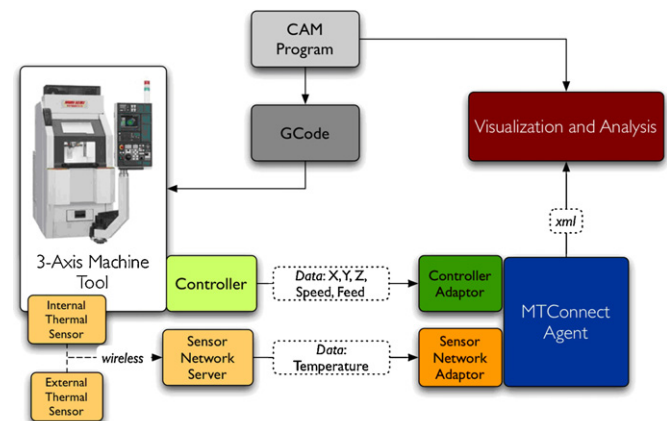 CAM
Program
GCode
Visualization and Analysis
xml
3-Axis Machine
Tool
Controller
Data: X,Y, Z,
Speed, Feed
Controller
Adaptor
MTConnect
Agent
Internal
Thermal
Sensor
wireless
Sensor
Network
Server
Data:
Temperature
Sensor
Network
Adaptor
External
Thermal
Sensor